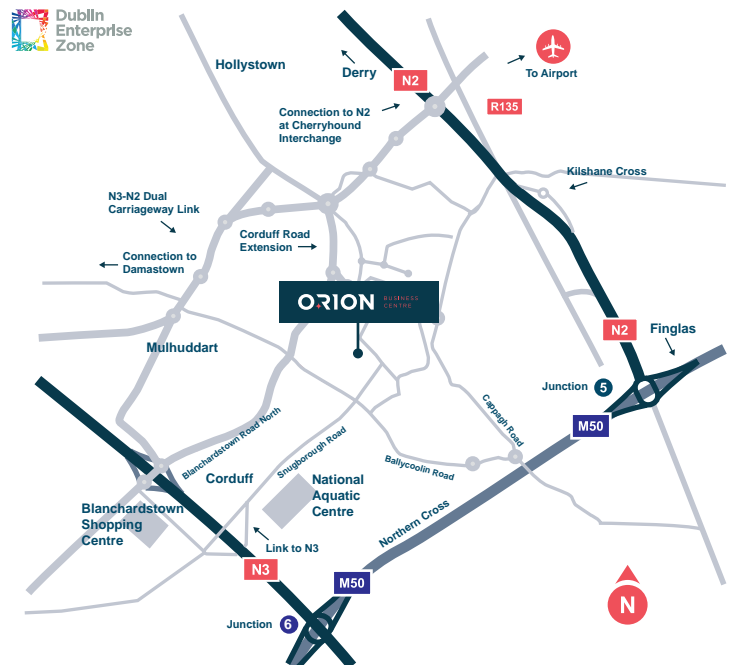 Dublin
Enterprise
Zone
Hollystown
Derry
N2
To Airport
R135
Connection to N2
at Cherryhound
Interchange
Kilshane Cross
N3-N2 Dual
Carriageway Link
Corduff Road
Extension
Connection to
Damastown
ORION BUSINESS CENTRE
Mulhuddart
N2
Finglas
Junction 5
M50
Cappagh Road
Blanchardstown Road North
Snugborough Road
Ballycoolin Road
Corduff
National
Aquatic
Centre
Blanchardstown
Shopping
Centre
Northern Cross
Link to N3
N3
M50
Junction 6
N